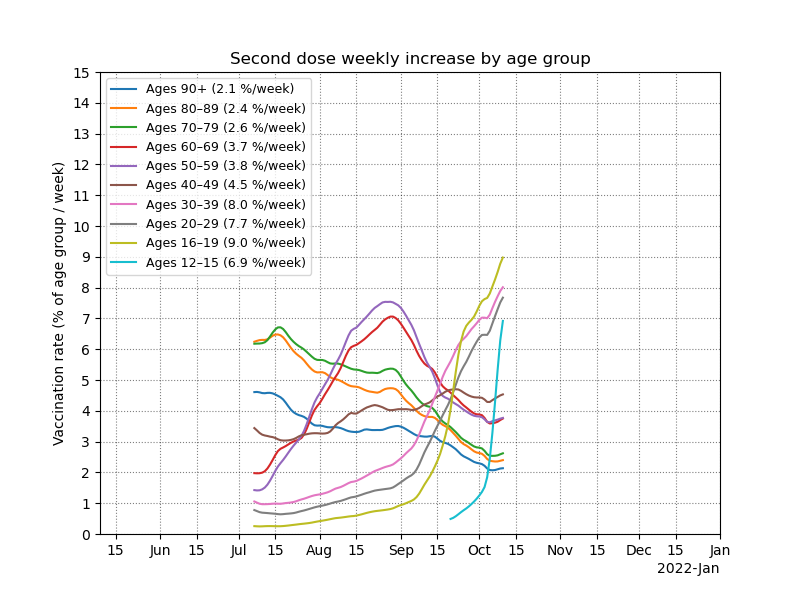 Second dose weekly increase by age group
Vaccination rate (% of age group / week)
15
14
13
12
11
10
9
8
7
6
5
4
3
2
1
0
Ages 90+ (2.1 %/week)
Ages 80–89 (2.4 %/week)
Ages 70–79 (2.6 %/week)
Ages 60–69 (3.7 %/week)
Ages 50–59 (3.8 %/week)
Ages 40–49 (4.5 %/week)
Ages 30–39 (8.0 %/week)
Ages 20–29 (7.7 %/week)
Ages 16–19 (9.0 %/week)
Ages 12–15 (6.9 %/week)
15 Jun 15 Jul 15 Aug 15 Sep 15 Oct 15 Nov 15 Dec 15 Jan
2022-Jan